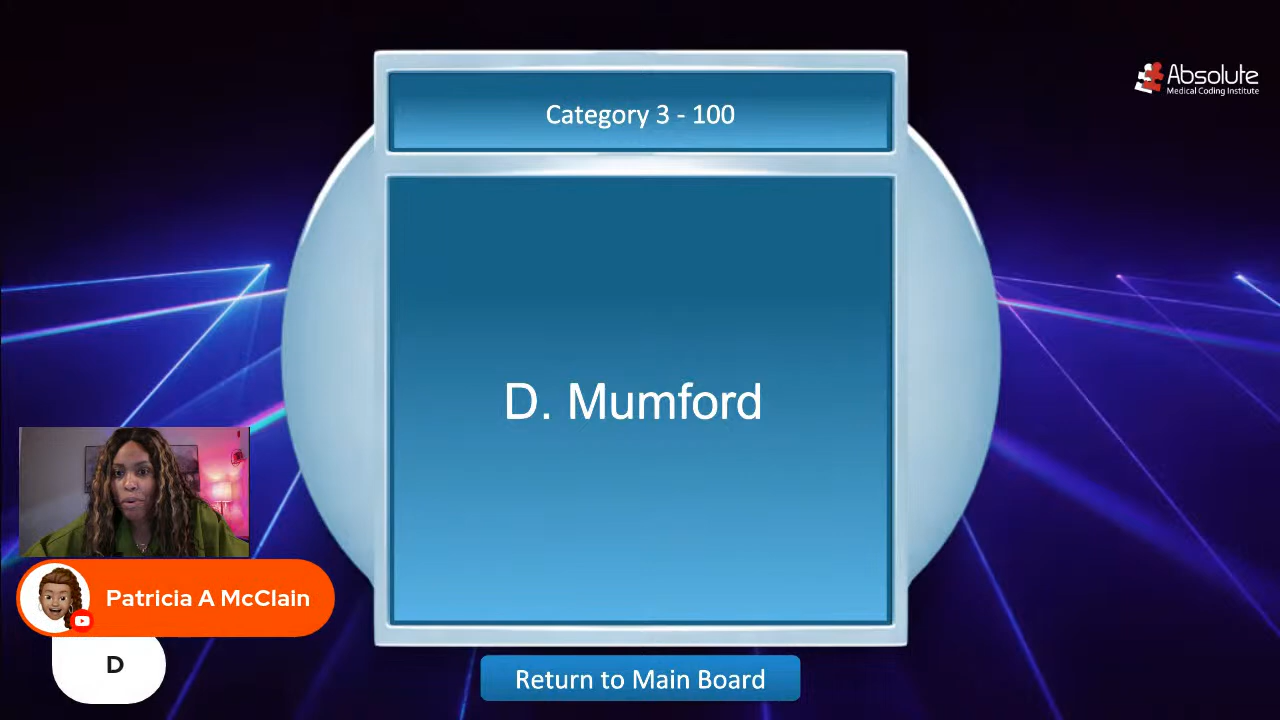 Absolute
Medical Coding Institute
Category 3 - 100
D. Mumford
Patricia A McClain
D
Return to Main Board